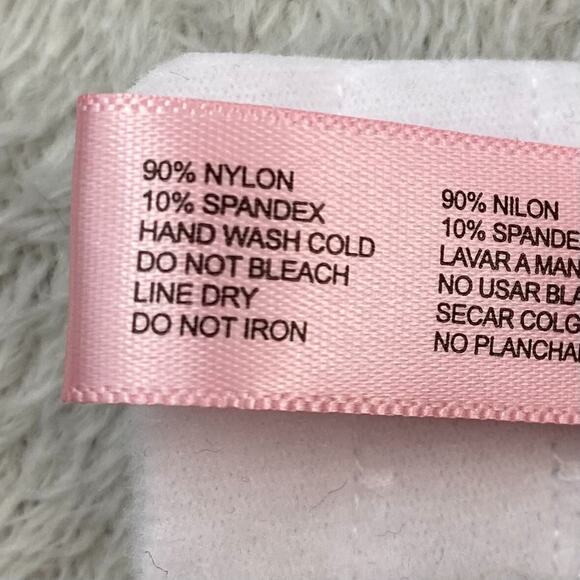 90% NYLON
10% SPANDEX
HAND WASH COLD
DO NOT BLEACH
LINE DRY
DO NOT IRON
90% NILON
10% SPANDE
LAVAR A MAN
NO USAR BLA
SECAR COLG
NO PLANCHA